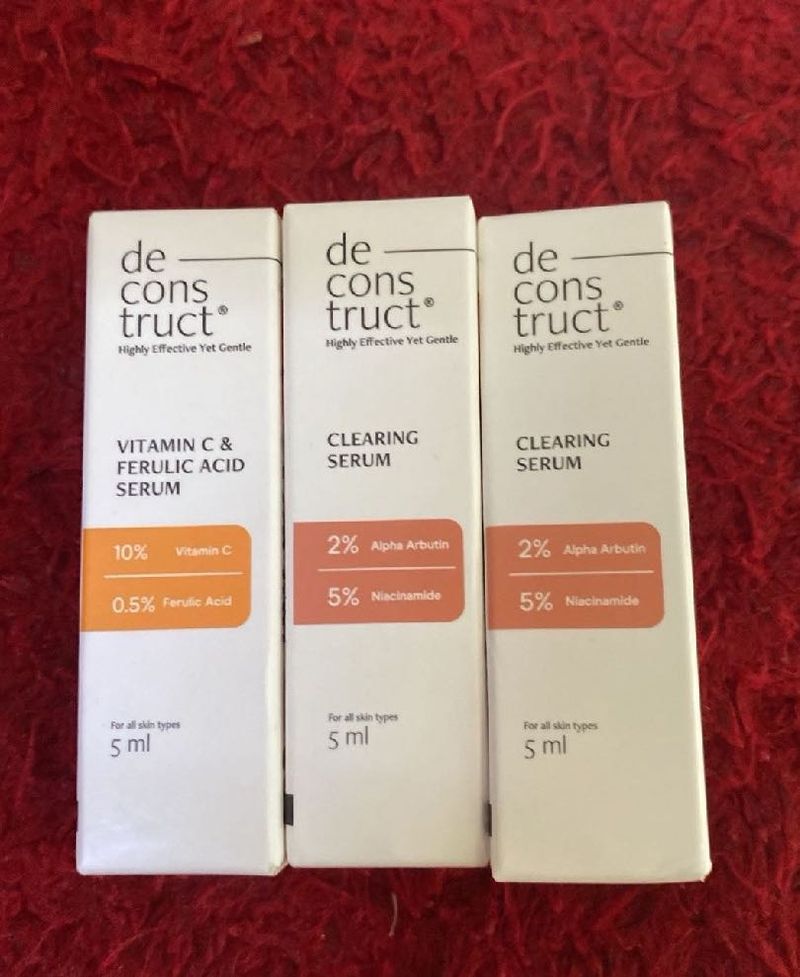 de
cons
truct®
Highly Effective Yet Gentle
VITAMIN C &
FERULIC ACID
SERUM
10% Vitamin C
0.5% Ferulic Acid
For all skin types
5 ml
de
cons
truct®
Highly Effective Yet Gentle
CLEARING
SERUM
2% Alpha Arbutin
5% Niacinamide
For all skin types
5 ml
de
cons
truct®
Highly Effective Yet Gentle
CLEARING
SERUM
2% Alpha Arbutin
5% Niacinamide
For all skin types
5 ml